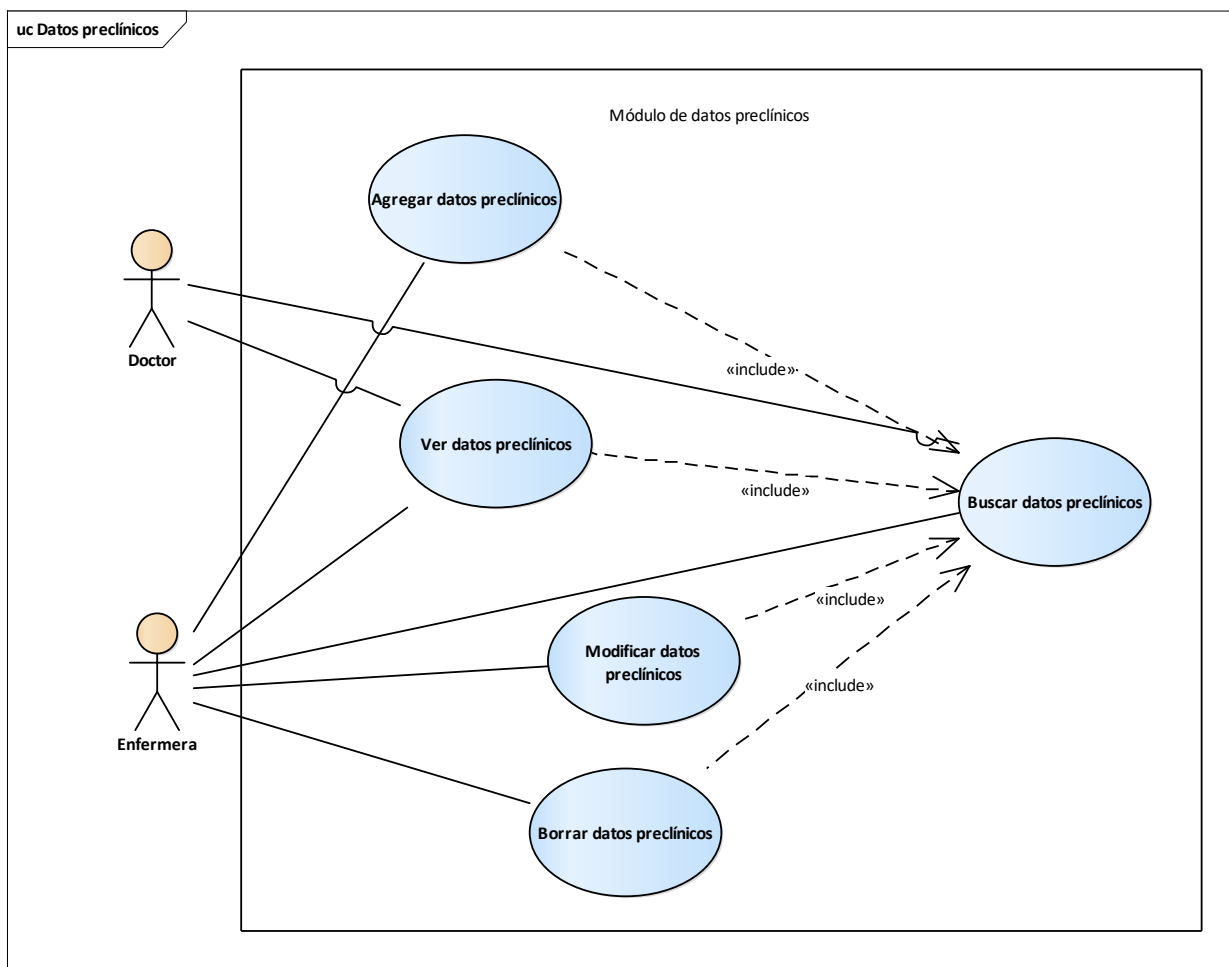 uc Datos preclínicos
Módulo de datos preclínicos
Agregar datos preclínicos
Doctor
«include»
Ver datos preclínicos
«include»
Buscar datos preclínicos
«include»
Modificar datos
preclínicos
«include»
Enfermera
Borrar datos preclínicos